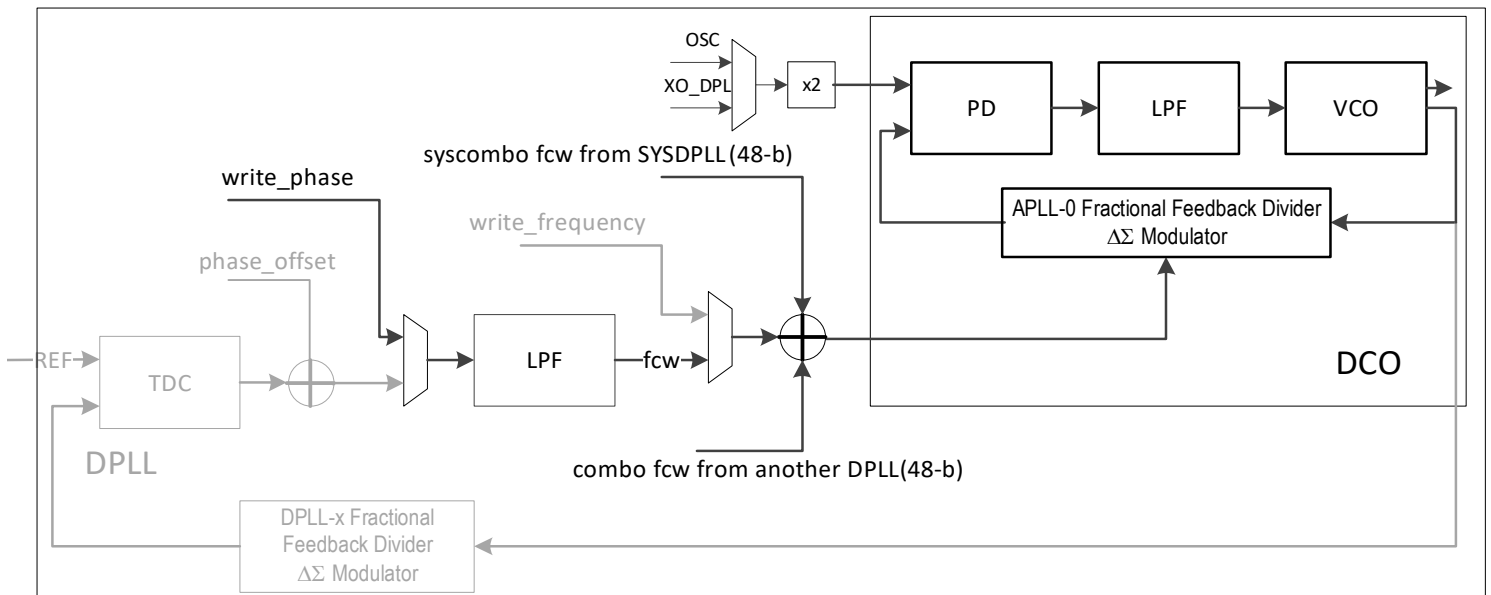 OSC
XO_DPL
x2
PD
LPF
VCO
syscombo fcw from SYSDPLL(48-b)
write_phase
APLL-0 Fractional Feedback Divider
ΔΣ Modulator
write_frequency
phase_offset
REF
TDC
LPF
fcw
DCO
DPLL
combo fcw from another DPLL(48-b)
DPLL-x Fractional
Feedback Divider
ΔΣ Modulator